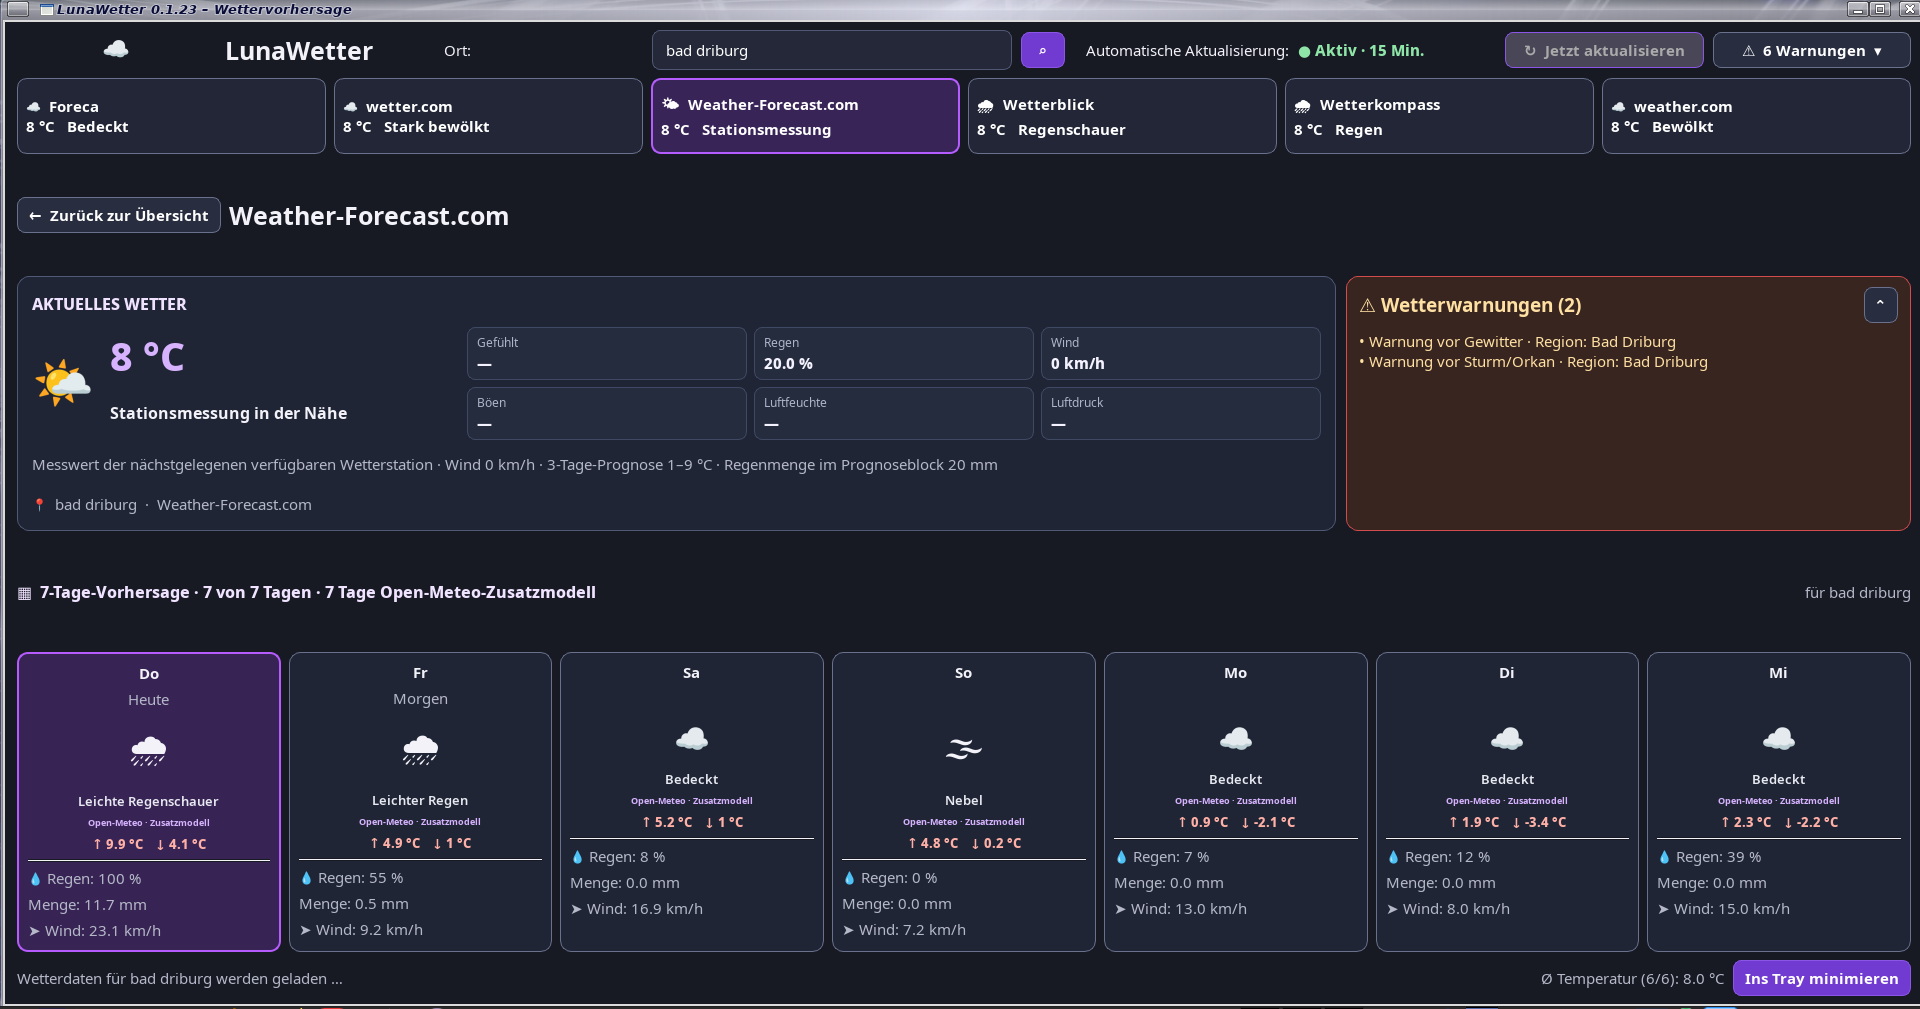 LunaWetter 0.1.23 – Wettervorhersage
LunaWetter Ort: bad driburg Automatische Aktualisierung: Aktiv · 15 Min. ↻ Jetzt aktualisieren ⚠ 6 Warnungen ▾
Foreca
8 °C Bedeckt
wetter.com
8 °C Stark bewölkt
Weather-Forecast.com
8 °C Stationsmessung
Wetterblick
8 °C Regenschauer
Wetterkompass
8 °C Regen
weather.com
8 °C Bewölkt
← Zurück zur Übersicht Weather-Forecast.com
AKTUELLES WETTER
8 °C
Stationsmessung in der Nähe
Gefühlt
—
Regen
20.0 %
Wind
0 km/h
Böen
—
Luftfeuchte
—
Luftdruck
—
Messwert der nächstgelegenen verfügbaren Wetterstation · Wind 0 km/h · 3-Tage-Prognose 1–9 °C · Regenmenge im Prognoseblock 20 mm
bad driburg · Weather-Forecast.com
⚠ Wetterwarnungen (2)
• Warnung vor Gewitter · Region: Bad Driburg
• Warnung vor Sturm/Orkan · Region: Bad Driburg
7-Tage-Vorhersage · 7 von 7 Tagen · 7 Tage Open-Meteo-Zusatzmodell
für bad driburg
Do
Heute
Leichte Regenschauer
Open-Meteo · Zusatzmodell
↑ 9.9 °C ↓ 4.1 °C
Regen: 100 %
Menge: 11.7 mm
➤ Wind: 23.1 km/h
Fr
Morgen
Leichter Regen
Open-Meteo · Zusatzmodell
↑ 4.9 °C ↓ 1 °C
Regen: 55 %
Menge: 0.5 mm
➤ Wind: 9.2 km/h
Sa
Bedeckt
Open-Meteo · Zusatzmodell
↑ 5.2 °C ↓ 1 °C
Regen: 8 %
Menge: 0.0 mm
➤ Wind: 16.9 km/h
So
Nebel
Open-Meteo · Zusatzmodell
↑ 4.8 °C ↓ 0.2 °C
Regen: 0 %
Menge: 0.0 mm
➤ Wind: 7.2 km/h
Mo
Bedeckt
Open-Meteo · Zusatzmodell
↑ 0.9 °C ↓ -2.1 °C
Regen: 7 %
Menge: 0.0 mm
➤ Wind: 13.0 km/h
Di
Bedeckt
Open-Meteo · Zusatzmodell
↑ 1.9 °C ↓ -3.4 °C
Regen: 12 %
Menge: 0.0 mm
➤ Wind: 8.0 km/h
Mi
Bedeckt
Open-Meteo · Zusatzmodell
↑ 2.3 °C ↓ -2.2 °C
Regen: 39 %
Menge: 0.0 mm
➤ Wind: 15.0 km/h
Wetterdaten für bad driburg werden geladen ...
Ø Temperatur (6/6): 8.0 °C Ins Tray minimieren